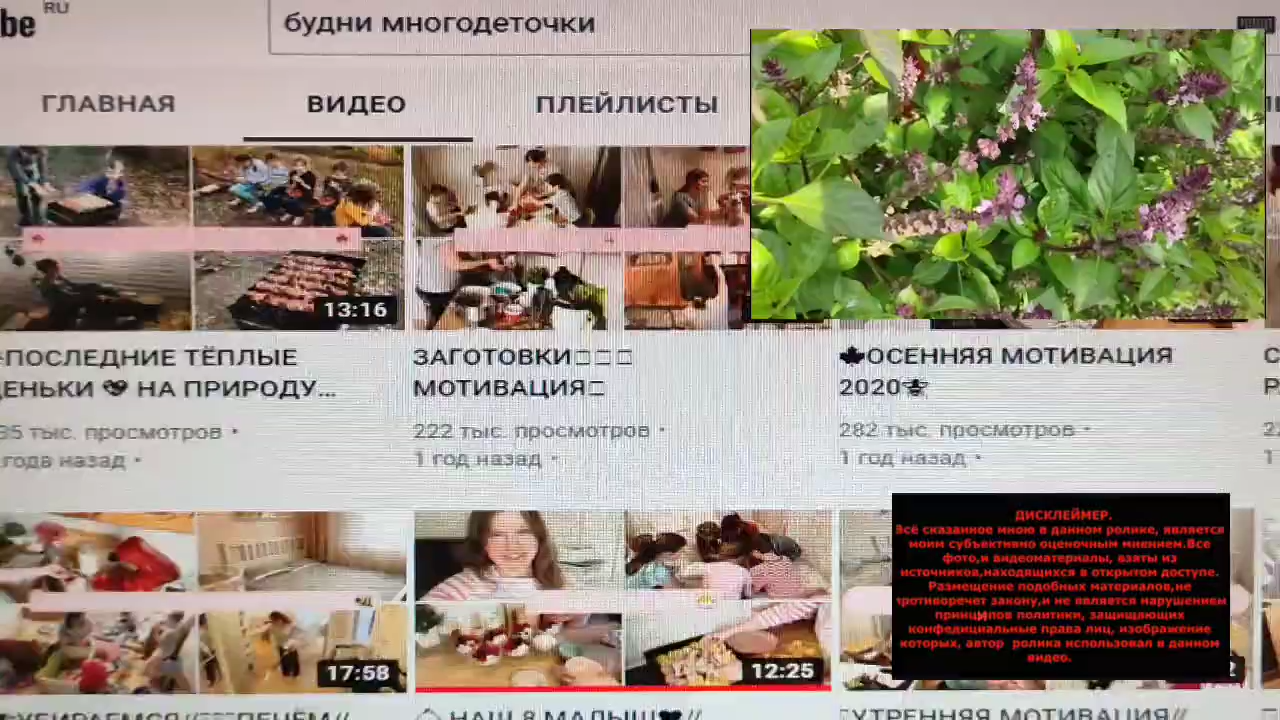 be RU
будни многодеточки
ГЛАВНАЯ
ВИДЕО
ПЛЕЙЛИСТЫ
13:16
ПОСЛЕДНИЕ ТЁПЛЫЕ
ДЕНЬКИ НА ПРИРОДУ...
тыс. просмотров •
года назад •
ЗАГОТОВКИ
МОТИВАЦИЯ
222 тыс. просмотров •
1 год назад •
ОСЕННЯЯ МОТИВАЦИЯ
2020
282 тыс. просмотров •
1 год назад •
17:58
12:25
ДИСКЛЕЙМЕР.
Всё сказанное мною в данном ролике, является
моим субъективно оценочным мнением.Все
фото,и видеоматериалы, взяты из
источников,находящихся в открытом доступе.
Размещение подобных материалов,не
противоречет закону,и не является нарушением
принципов политики, защищающих
конфедициальные права лиц, изображение
которых, автор ролика использовал в данном
видео.
УБИРАЕМСЯ// ПЕЧЁМ//
НАШ 8 МАЛЫШ//
УТРЕННЯЯ МОТИВАЦИЯ//